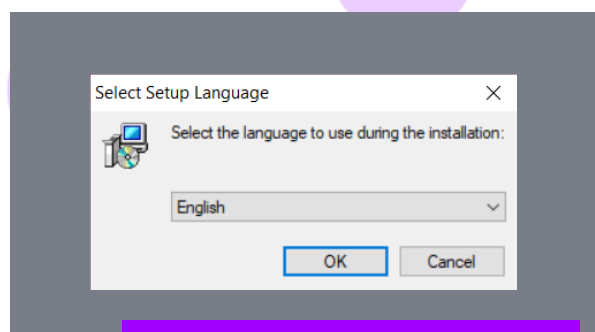 Select Setup Language
Select the language to use during the installation:
English
OK
Cancel